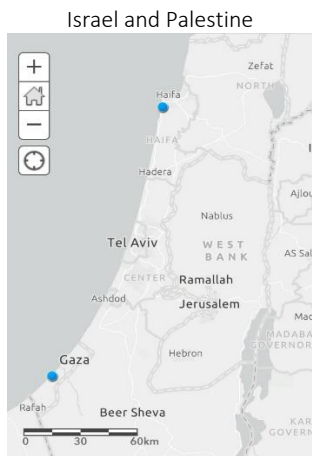 Israel and Palestine
+
−
Zefat
NORTH
Haifa
HAIFA
Hadera
Ajlou
Nablus
Tel Aviv
WEST
BANK
AS Sal
CENTER
Ramallah
Ashdod
Jerusalem
Mad
MADABA
GOVERNOR
Hebron
Gaza
Rafah
Beer Sheva
KAR
GOVERNO
0 30 60km